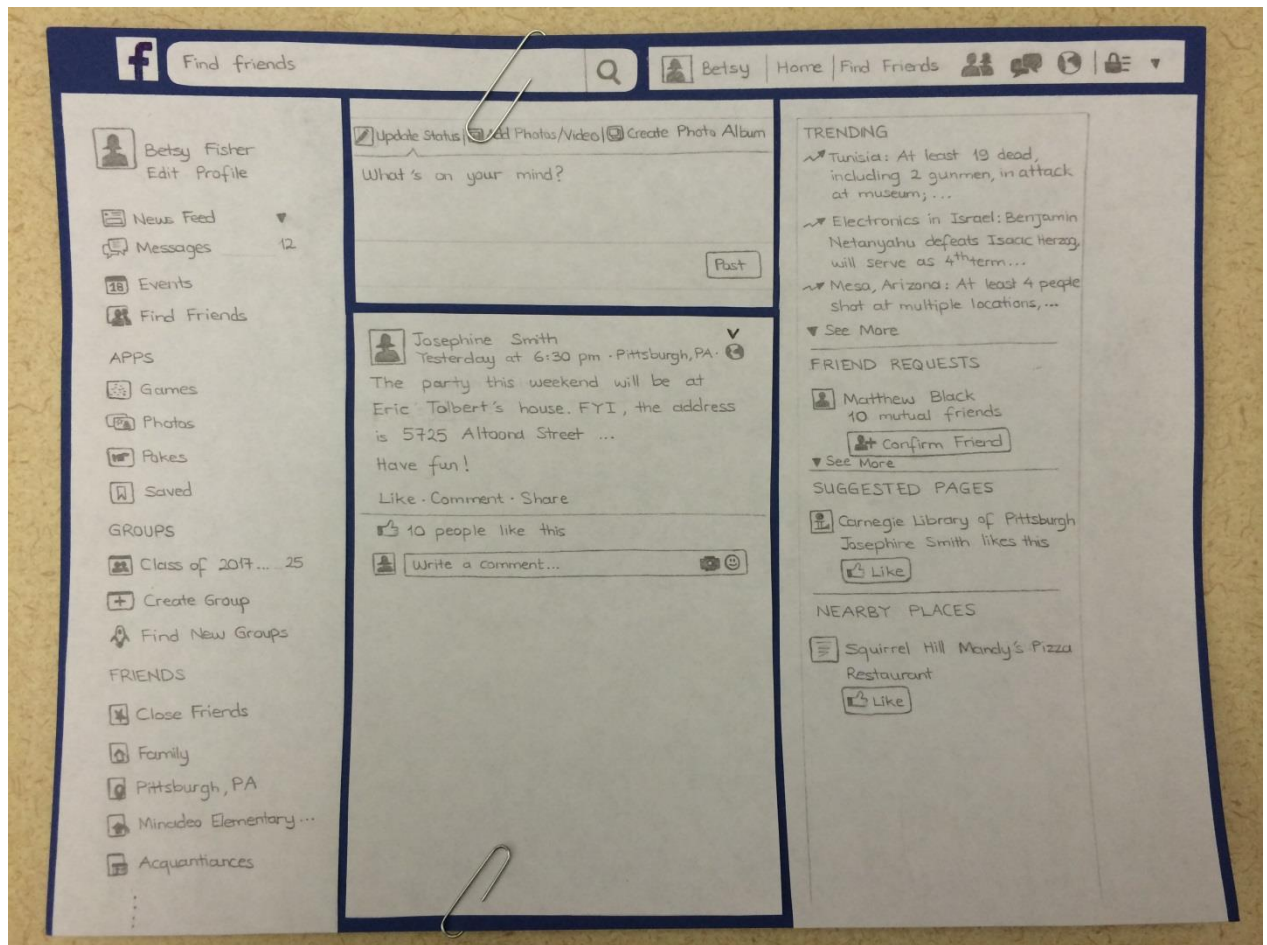 f
Find friends
Betsy | Home | Find Friends
Betsy Fisher
Edit Profile
News Feed
Messages 12
18 Events
Find Friends
APPS
Games
Photos
Pokes
Saved
GROUPS
Class of 2017... 25
Create Group
Find New Groups
FRIENDS
Close Friends
Family
Pittsburgh, PA
Minadeo Elementary...
Acquantiances
Update Status | Add Photos/Video | Create Photo Album
What's on your mind?
Post
Josephine Smith
Yesterday at 6:30 pm · Pittsburgh, PA ·
The party this weekend will be at
Eric Tolbert's house. FYI, the address
is 5725 Altoona Street ...
Have fun!
Like · Comment · Share
10 people like this
Write a comment...
TRENDING
Tunisia: At least 19 dead,
including 2 gunmen, in attack
at museum; ...
Electronics in Israel: Benjamin
Netanyahu defeats Isaac Herzog,
will serve as 4th term...
Mesa, Arizona: At least 4 people
shot at multiple locations, ...
See More
FRIEND REQUESTS
Matthew Black
10 mutual friends
Confirm Friend
See More
SUGGESTED PAGES
Carnegie Library of Pittsburgh
Josephine Smith likes this
Like
NEARBY PLACES
Squirrel Hill Mandy's Pizza
Restaurant
Like